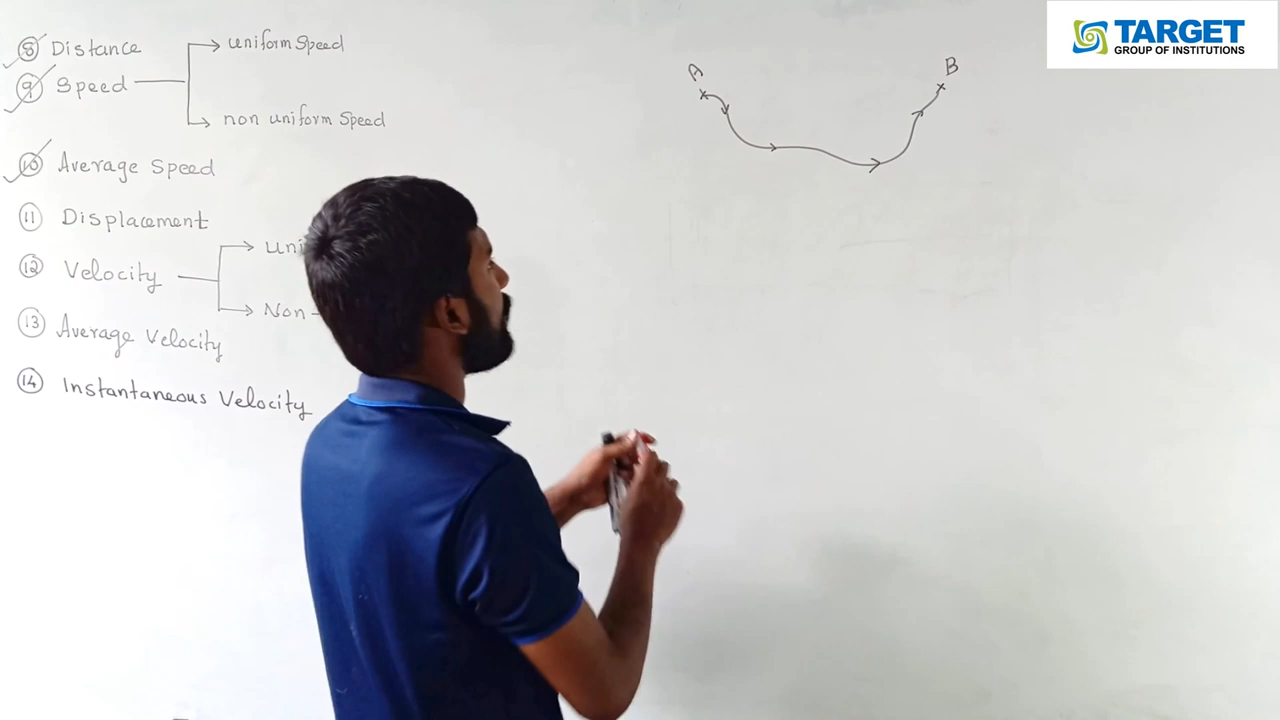 8 Distance
uniform Speed
9 Speed
non uniform Speed
10 Average Speed
11 Displacement
12 Velocity
Non -
13 Average Velocity
14 Instantaneous Velocity
A
B
TARGET
GROUP OF INSTITUTIONS